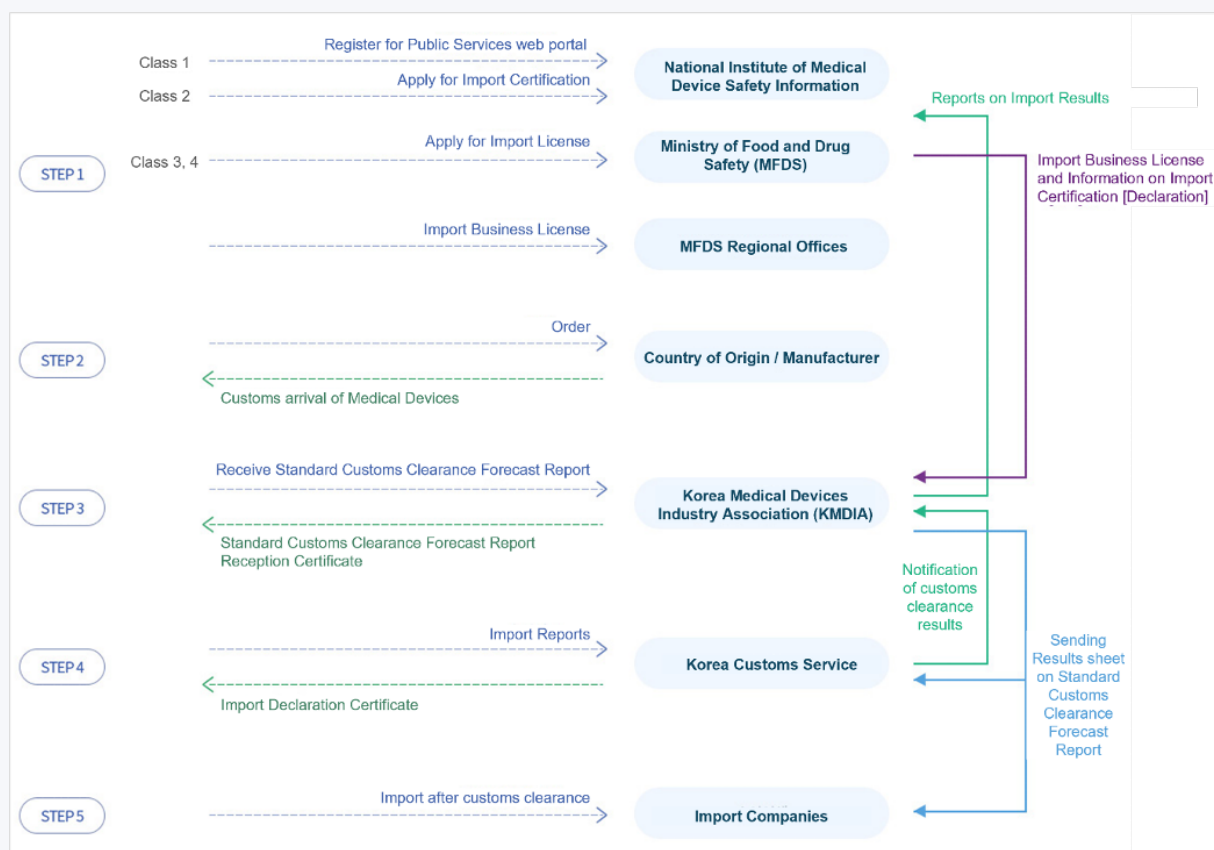 Register for Public Services web portal
Class 1
Apply for Import Certification
Class 2
National Institute of Medical
Device Safety Information
Reports on Import Results
STEP 1
Class 3, 4
Apply for Import License
Ministry of Food and Drug
Safety (MFDS)
Import Business License
and Information on Import
Certification [Declaration]
Import Business License
MFDS Regional Offices
STEP 2
Order
Country of Origin / Manufacturer
Customs arrival of Medical Devices
STEP 3
Receive Standard Customs Clearance Forecast Report
Korea Medical Devices
Industry Association (KMDIA)
Standard Customs Clearance Forecast Report
Reception Certificate
Notification
of customs
clearance
results
STEP 4
Import Reports
Korea Customs Service
Import Declaration Certificate
Sending
Results sheet
on Standard
Customs
Clearance
Forecast
Report
STEP 5
Import after customs clearance
Import Companies